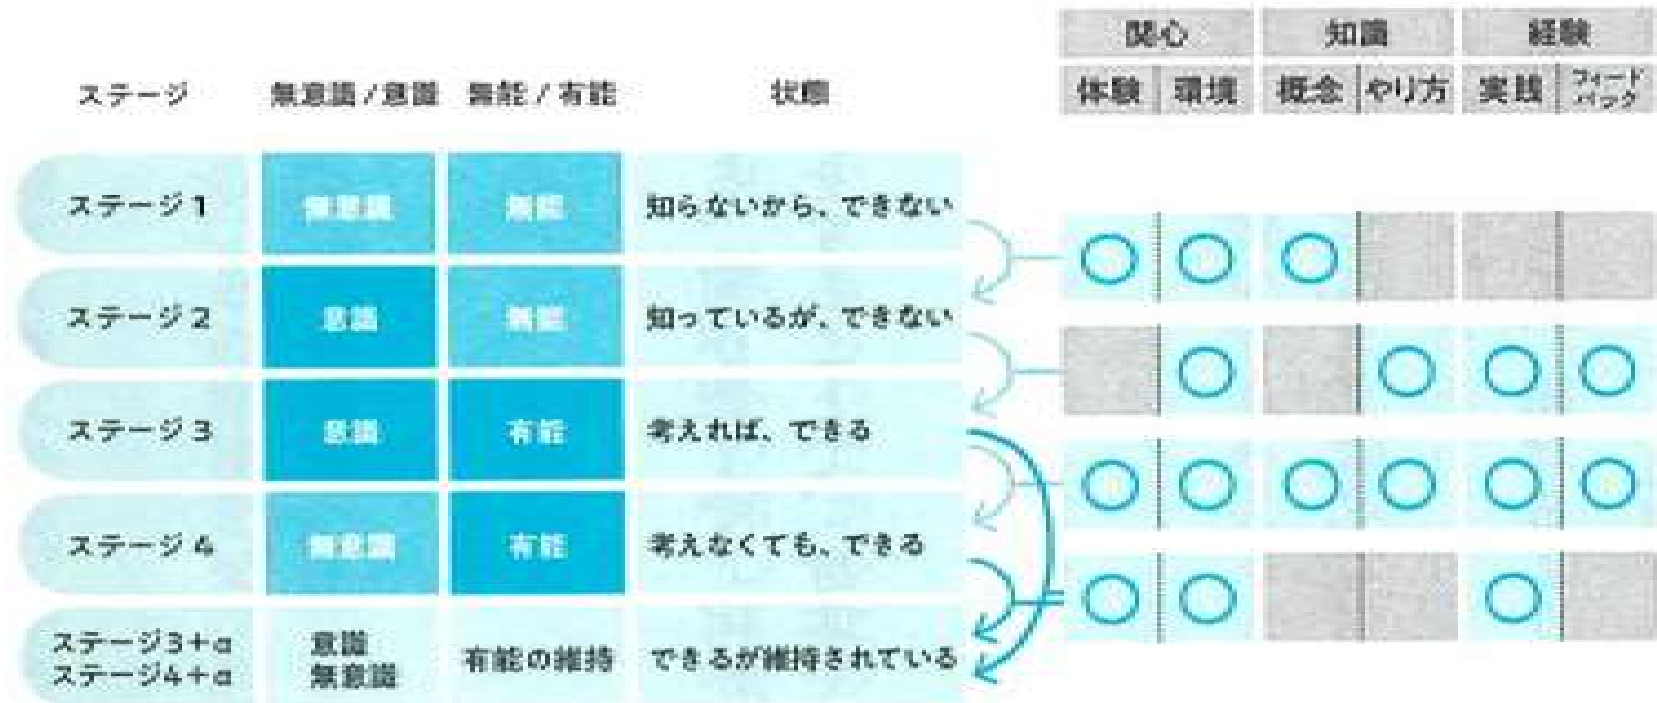 関心 知識 経験
ステージ 無意識/意識 無能/有能 状態 体験 環境 概念 やり方 実践 フィードバック
ステージ1 無意識 無能 知らないから、できない
ステージ2 意識 無能 知っているが、できない
ステージ3 意識 有能 考えれば、できる
ステージ4 無意識 有能 考えなくても、できる
ステージ3+α 意識 有能の維持 できるが維持されている
ステージ4+α 無意識